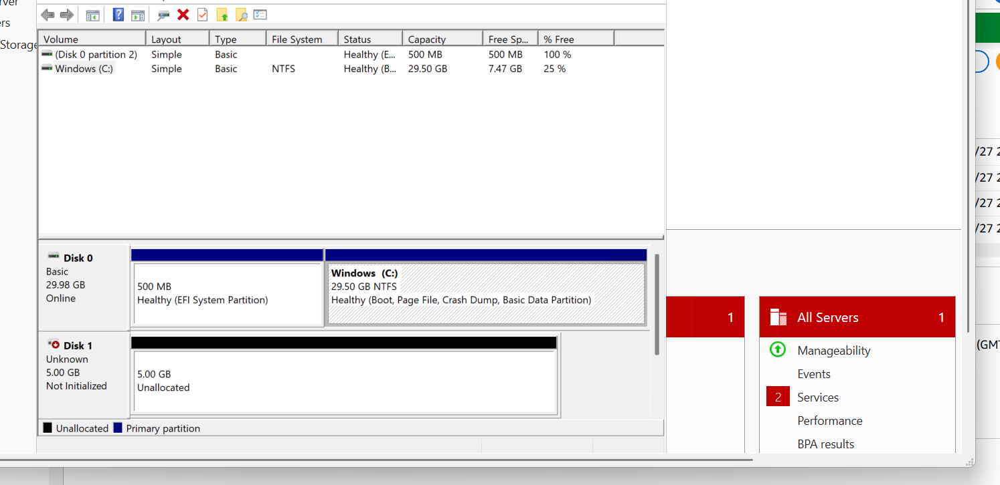 rver
ers
Storage
Volume Layout Type File System Status Capacity Free Sp... % Free
(Disk 0 partition 2) Simple Basic Healthy (E... 500 MB 500 MB 100 %
Windows (C:) Simple Basic NTFS Healthy (B... 29.50 GB 7.47 GB 25 %
/27 2
/27 2
/27 2
/27 2
Disk 0
Basic
29.98 GB
Online
500 MB
Healthy (EFI System Partition)
Windows (C:)
29.50 GB NTFS
Healthy (Boot, Page File, Crash Dump, Basic Data Partition)
Disk 1
Unknown
5.00 GB
Not Initialized
5.00 GB
Unallocated
Unallocated Primary partition
1
All Servers 1
Manageability
Events
2 Services
Performance
BPA results
(GMT